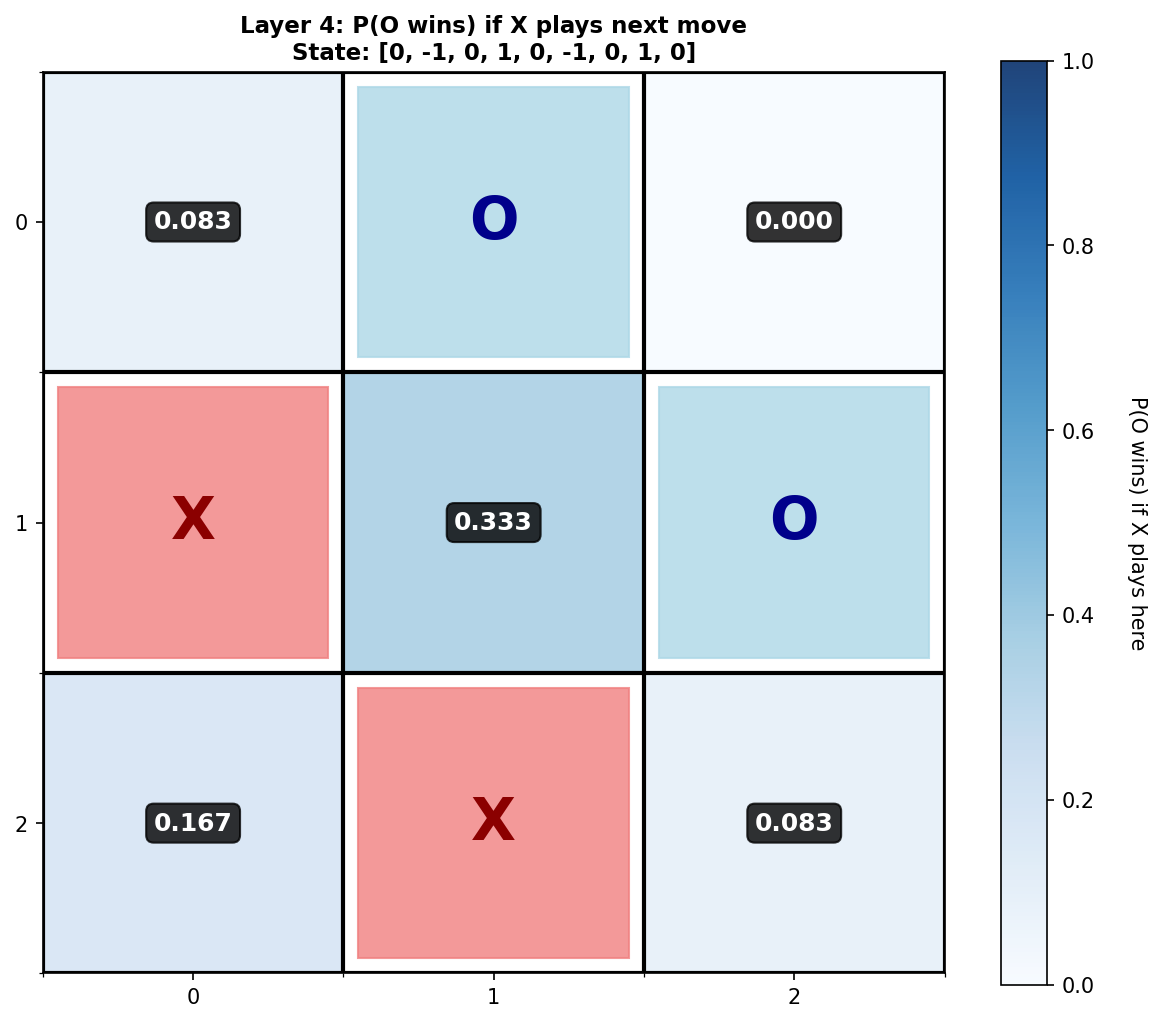 Layer 4: P(O wins) if X plays next move
State: [0, -1, 0, 1, 0, -1, 0, 1, 0]
0.083
O
0.000
X
0.333
O
0.167
X
0.083
0
1
2
0
1
2
1.0
0.8
0.6
0.4
0.2
0.0
P(O wins) if X plays here